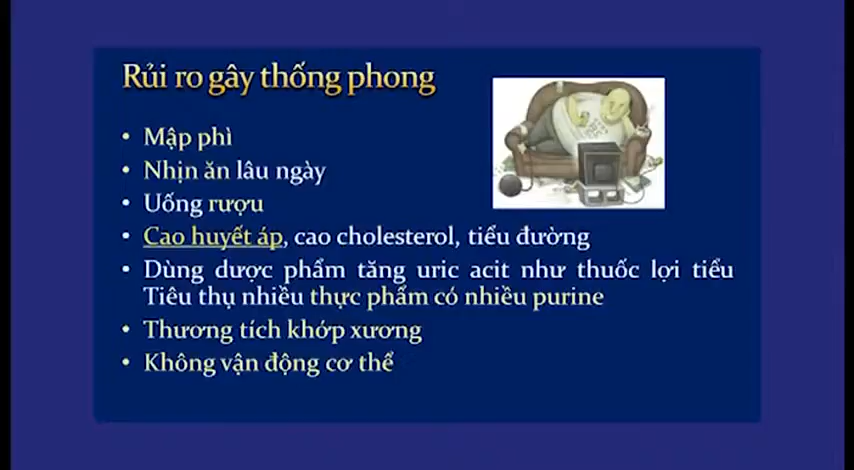 Rủi ro gây thống phong
• Mập phì
• Nhịn ăn lâu ngày
• Uống rượu
• Cao huyết áp, cao cholesterol, tiểu đường
• Dùng dược phẩm tăng uric acit như thuốc lợi tiểu
Tiêu thụ nhiều thực phẩm có nhiều purine
• Thương tích khớp xương
• Không vận động cơ thể